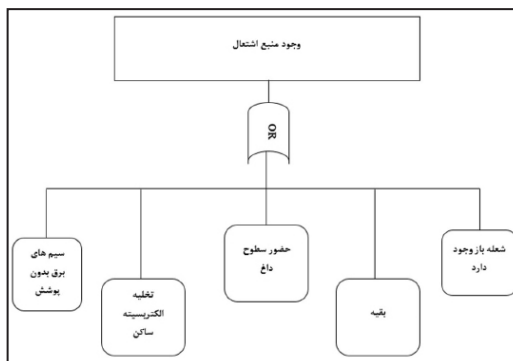 وجود منبع اشتعال
OR
شعله باز وجود
دارد
بقیه
حضور سطوح
داغ
تخلیه
الکتریسیته
ساکن
سیم های
برق بدون
پوشش